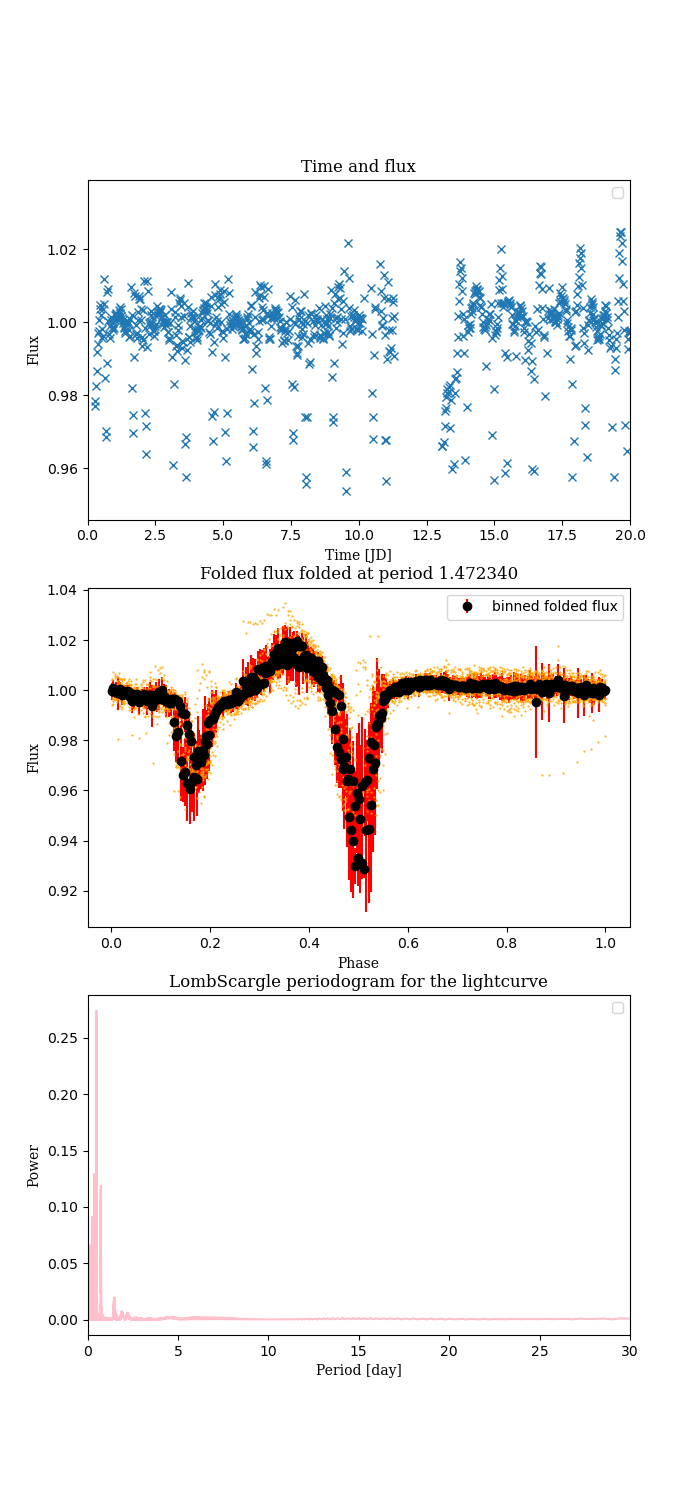 Time and flux
1.02
1.00
0.98
0.96
Flux
0.0 2.5 5.0 7.5 10.0 12.5 15.0 17.5 20.0
Time [JD]
Folded flux folded at period 1.472340
binned folded flux
1.04
1.02
1.00
0.98
0.96
0.94
0.92
Flux
0.0 0.2 0.4 0.6 0.8 1.0
Phase
LombScargle periodogram for the lightcurve
0.25
0.20
0.15
0.10
0.05
0.00
Power
0 5 10 15 20 25 30
Period [day]